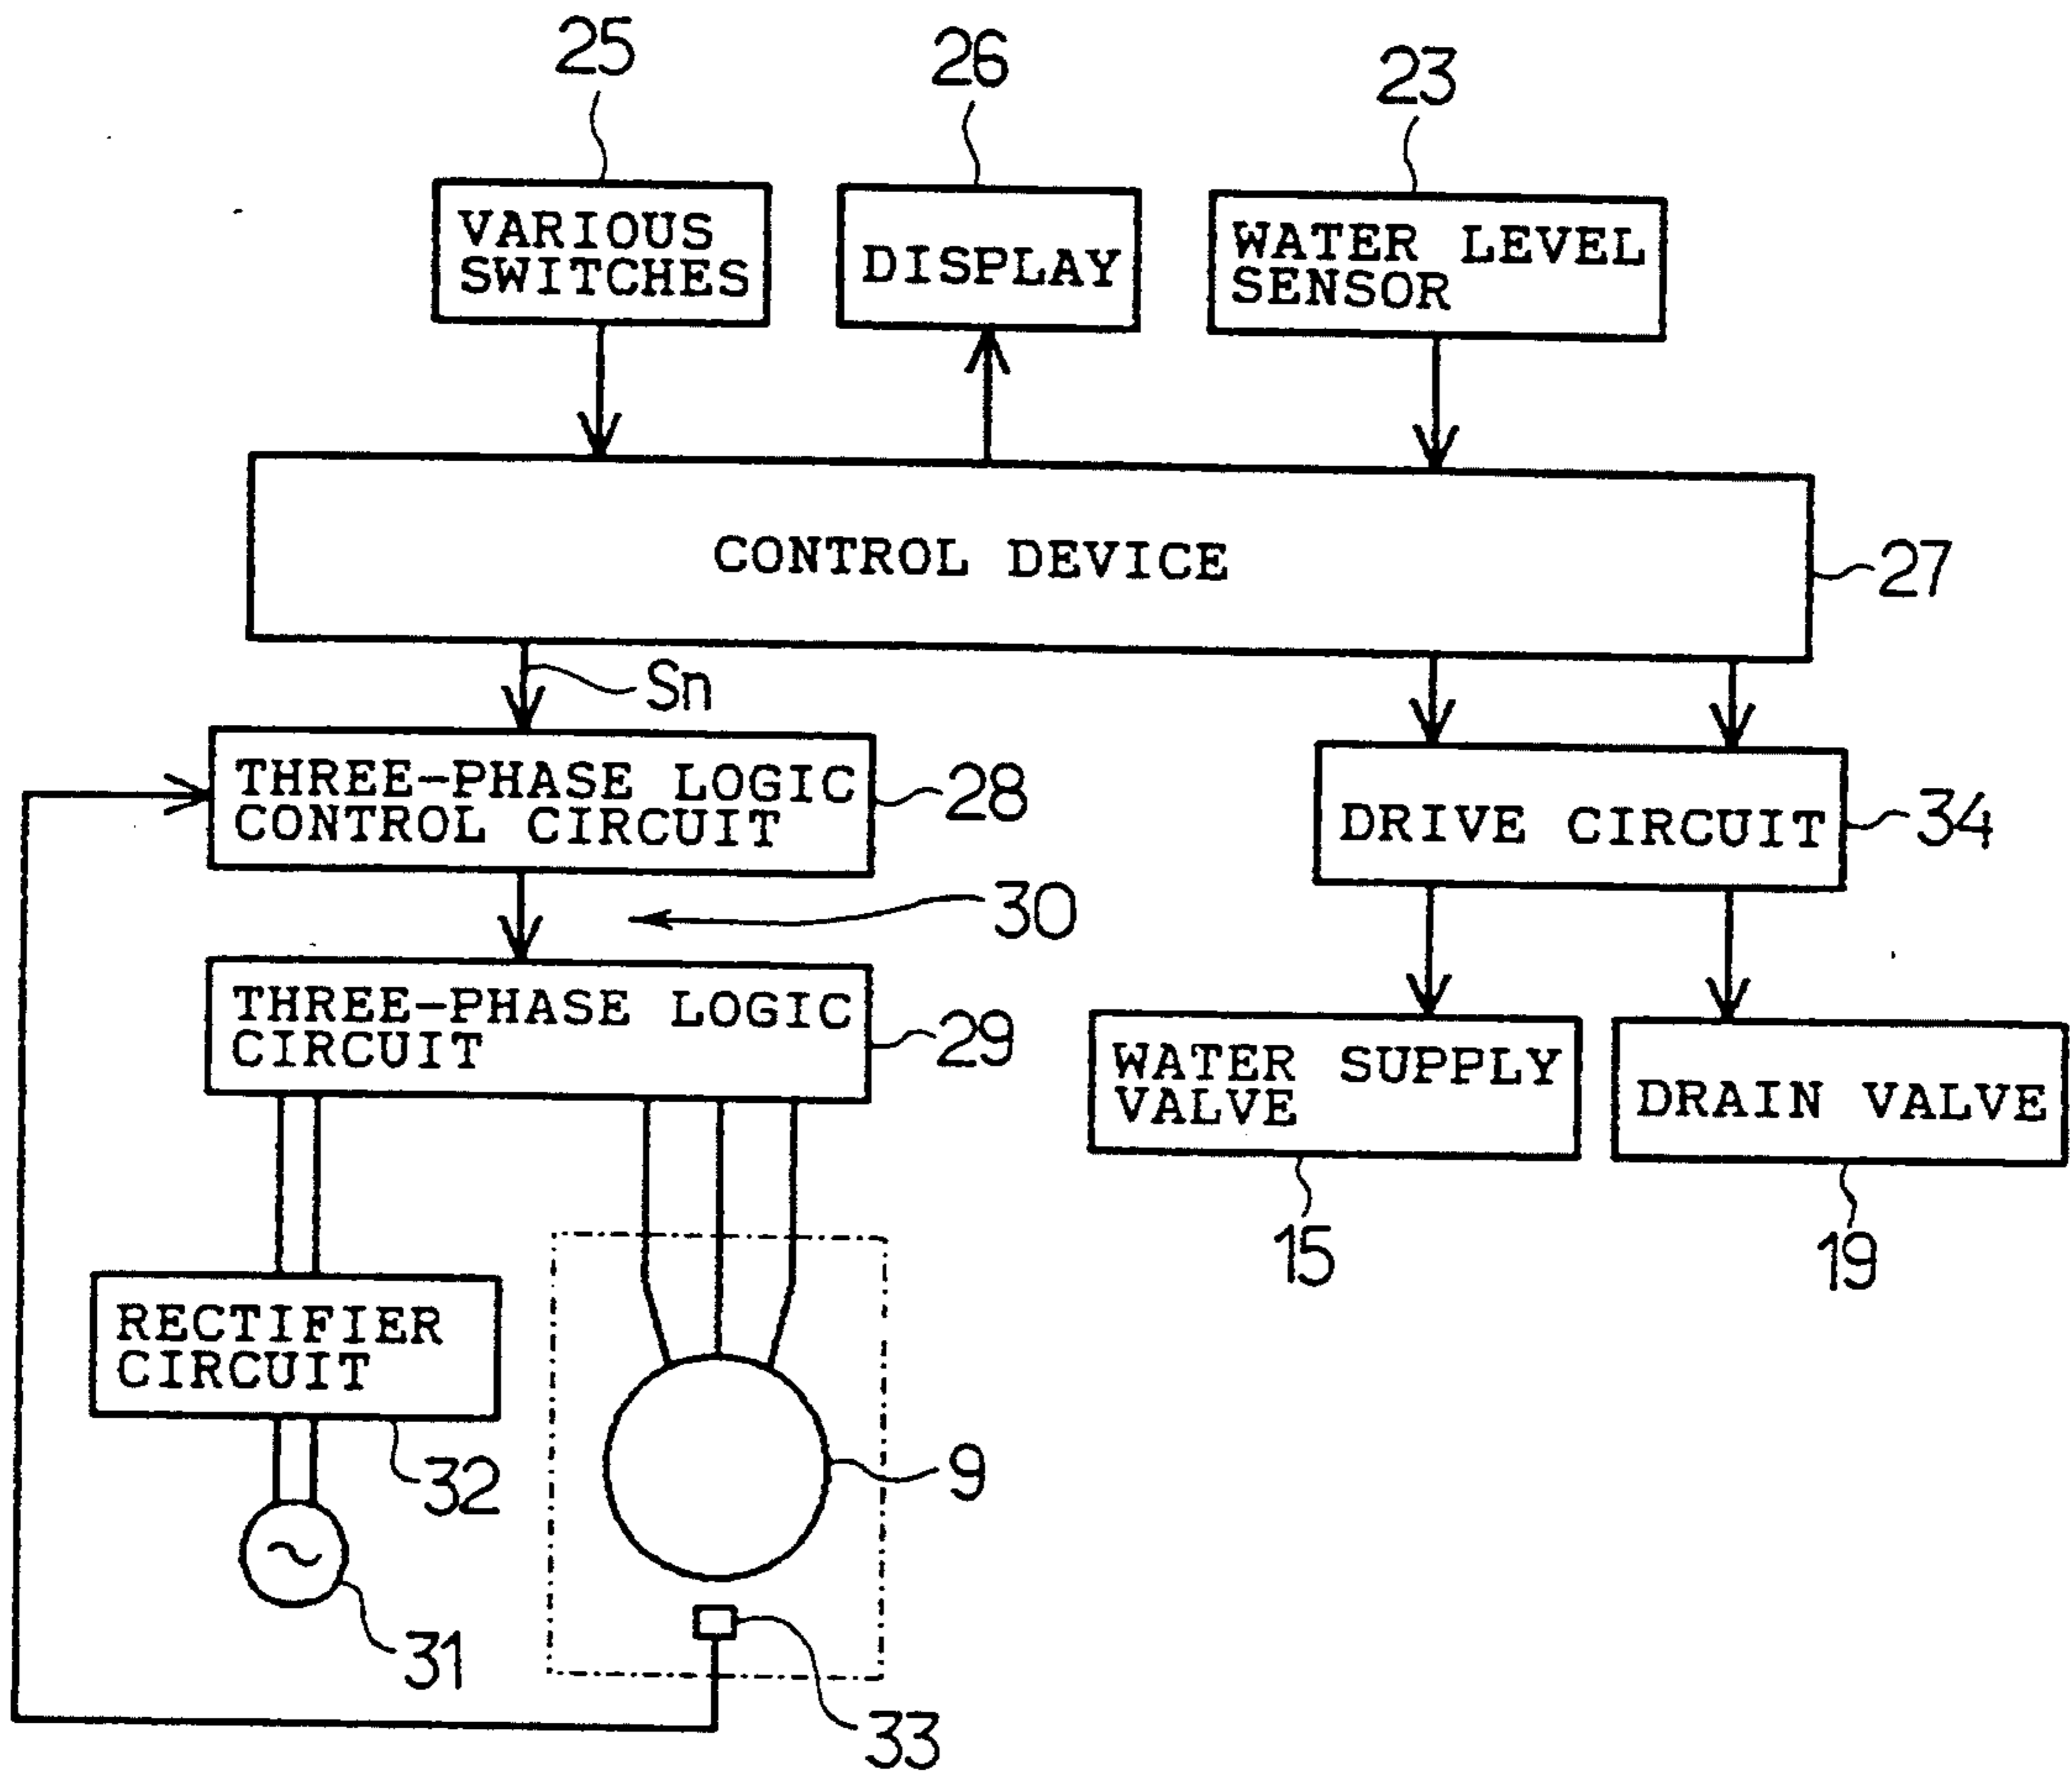 25
26
23
VARIOUS
SWITCHES
DISPLAY
WATER LEVEL
SENSOR
CONTROL DEVICE
27
Sn
THREE-PHASE LOGIC
CONTROL CIRCUIT
28
DRIVE CIRCUIT
34
30
THREE-PHASE LOGIC
CIRCUIT
29
WATER SUPPLY
VALVE
DRAIN VALVE
15
19
RECTIFIER
CIRCUIT
32
9
31
33